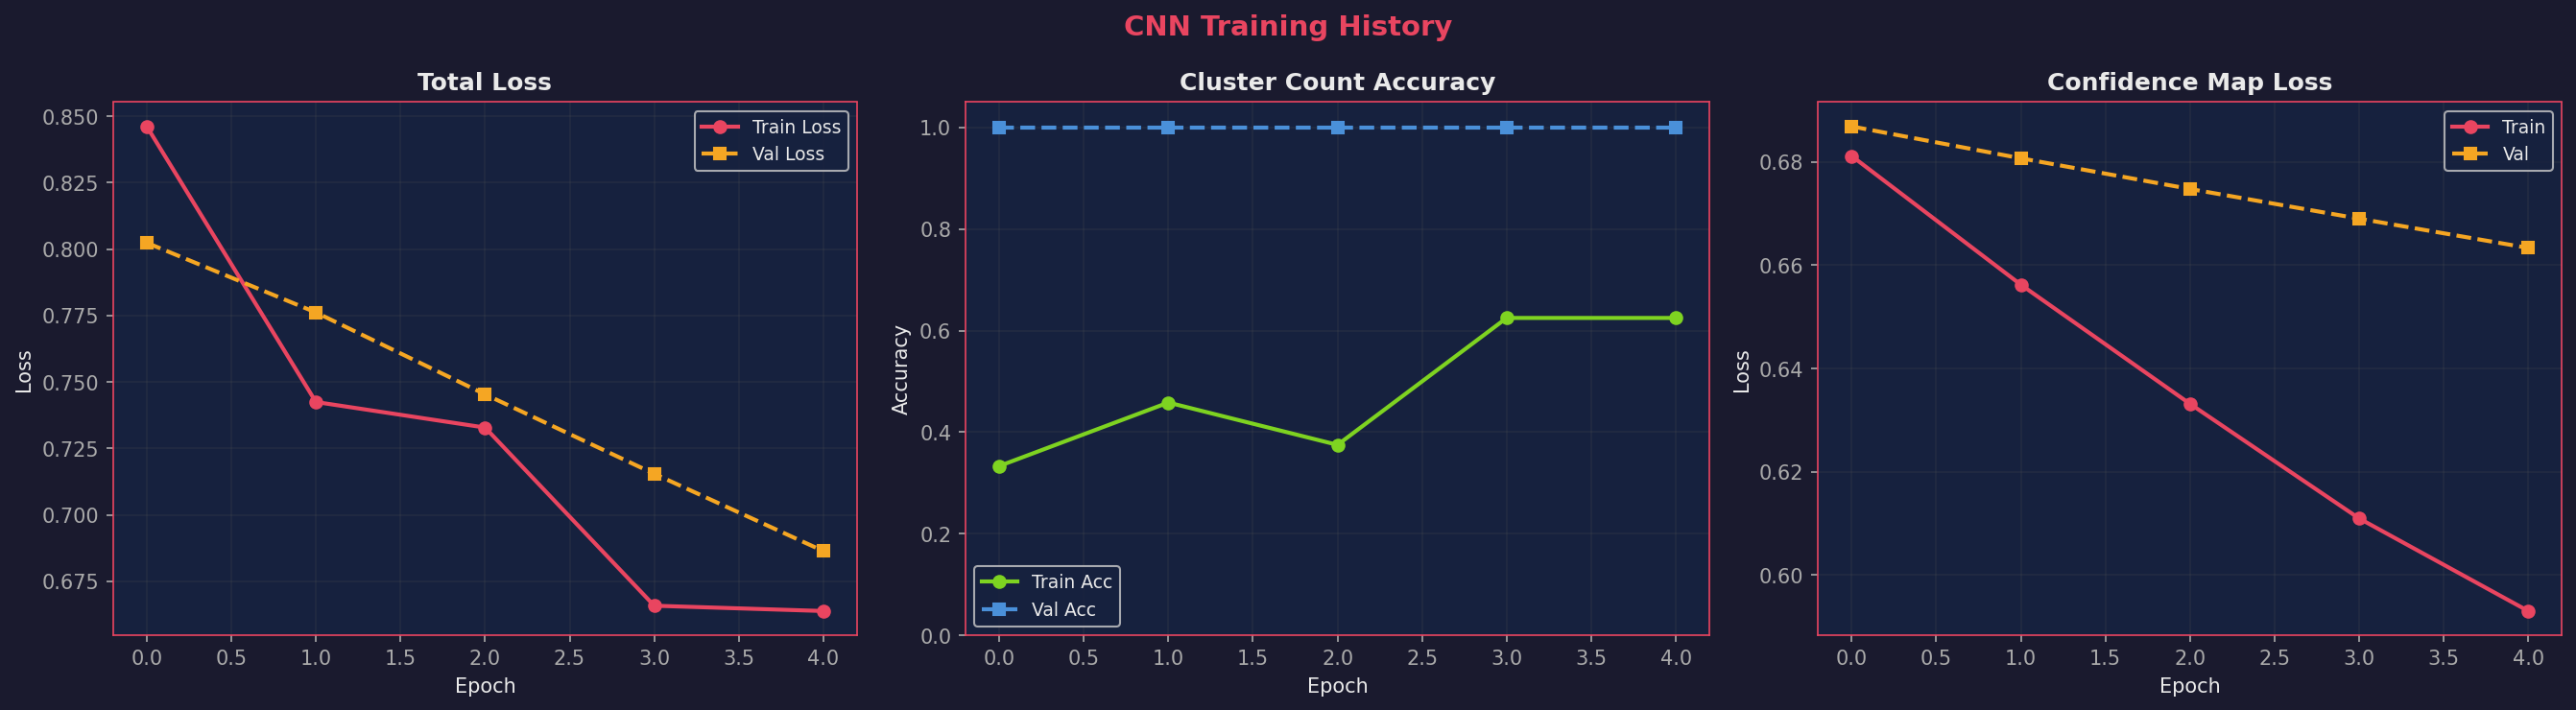 CNN Training History
Total Loss
Loss
0.850
0.825
0.800
0.775
0.750
0.725
0.700
0.675
Train Loss
Val Loss
0.0 0.5 1.0 1.5 2.0 2.5 3.0 3.5 4.0
Epoch
Cluster Count Accuracy
Accuracy
1.0
0.8
0.6
0.4
0.2
0.0
Train Acc
Val Acc
0.0 0.5 1.0 1.5 2.0 2.5 3.0 3.5 4.0
Epoch
Confidence Map Loss
Loss
0.68
0.66
0.64
0.62
0.60
Train
Val
0.0 0.5 1.0 1.5 2.0 2.5 3.0 3.5 4.0
Epoch